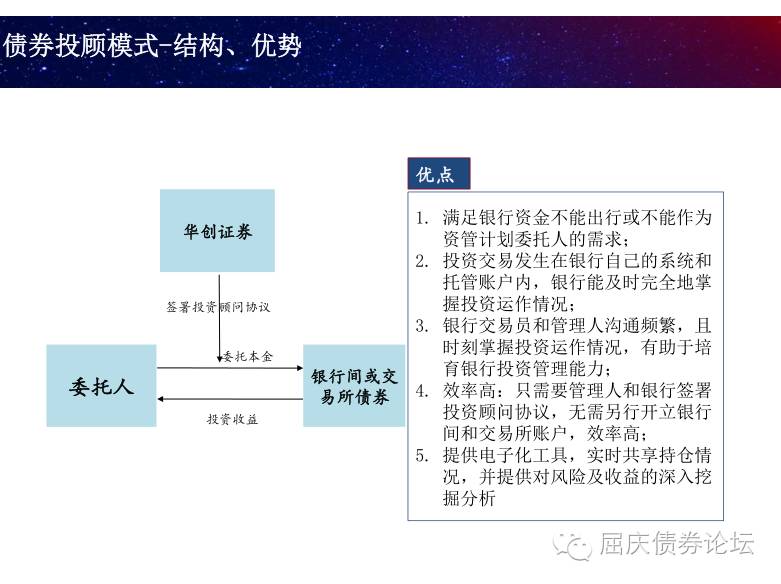 债券投顾模式-结构、优势
华创证券
签署投资顾问协议
委托人
委托本金
投资收益
银行间或交
易所债券
优点
1. 满足银行资金不能出行或不能作为
资管计划委托人的需求；
2. 投资交易发生在银行自己的系统和
托管账户内，银行能及时完全地掌
握投资运作情况；
3. 银行交易员和管理人沟通频繁，且
时刻掌握投资运作情况，有助于培
育银行投资管理能力；
4. 效率高：只需要管理人和银行签署
投资顾问协议，无需另行开立银行
间和交易所账户，效率高；
5. 提供电子化工具，实时共享持仓情
况，并提供对风险及收益的深入挖
掘分析
屈庆债券论坛